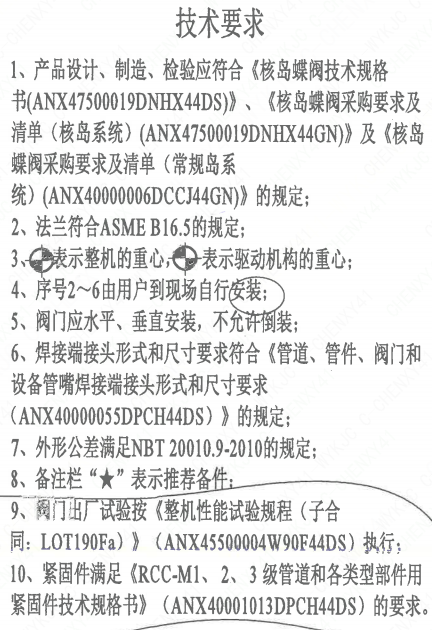 技术要求
1、产品设计、制造、检验应符合《核岛蝶阀技术规格
书(ANX47500019DNHX44DS)》、《核岛蝶阀采购要求及
清单（核岛系统）(ANX47500019DNHX44GN)》及《核岛
蝶阀采购要求及清单（常规岛系
统）(ANX40000006DCCJ44GN)》的规定；
2、法兰符合ASME B16.5的规定；
3、表示整机的重心，表示驱动机构的重心；
4、序号2～6由用户到现场自行安装；
5、阀门应水平、垂直安装，不允许倒装；
6、焊接端接头形式和尺寸要求符合《管道、管件、阀门和
设备管嘴焊接端接头形式和尺寸要求
（ANX40000055DPCH44DS）》的规定；
7、外形公差满足NBT 20010.9-2010的规定；
8、备注栏“★”表示推荐备件；
9、阀门出厂试验按《整机性能试验规程（子合
同：LOT190Fa）》（ANX45500004W90F44DS）执行；
10、紧固件满足《RCC-M1、2、3 级管道和各类型部件用
紧固件技术规格书》（ANX40001013DPCH44DS）的要求。